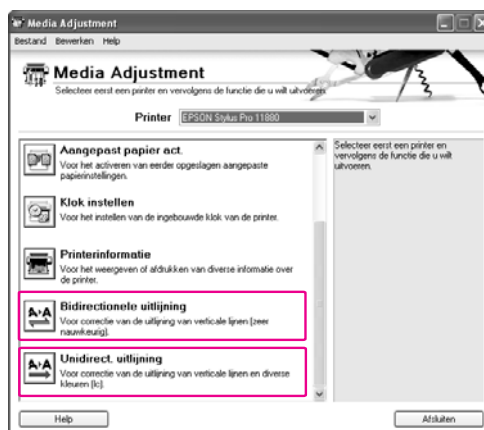 Media Adjustment
Bestand Bewerken Help
Media Adjustment
Selecteer eerst een printer en vervolgens de functie die u wilt uitvoeren
Printer EPSON Stylus Pro 11880
Aangepast papier act.
Voor het activeren van eerder opgeslagen aangepaste
papierinstellingen.
Klok instellen
Voor het instellen van de ingebouwde klok van de printer.
Printerinformatie
Voor het weergeven of afdrukken van diverse informatie over
de printer.
A›A
Bidirectionele uitlijning
Voor correctie van de uitlijning van verticale lijnen (zeer
nauwkeurig).
A›A
Unidirect. uitlijning
Voor correctie van de uitlijning van verticale lijnen en diverse
kleuren (lc).
Selecteer eerst een printer en
vervolgens de functie die u wilt
uitvoeren.
Help
Afsluiten